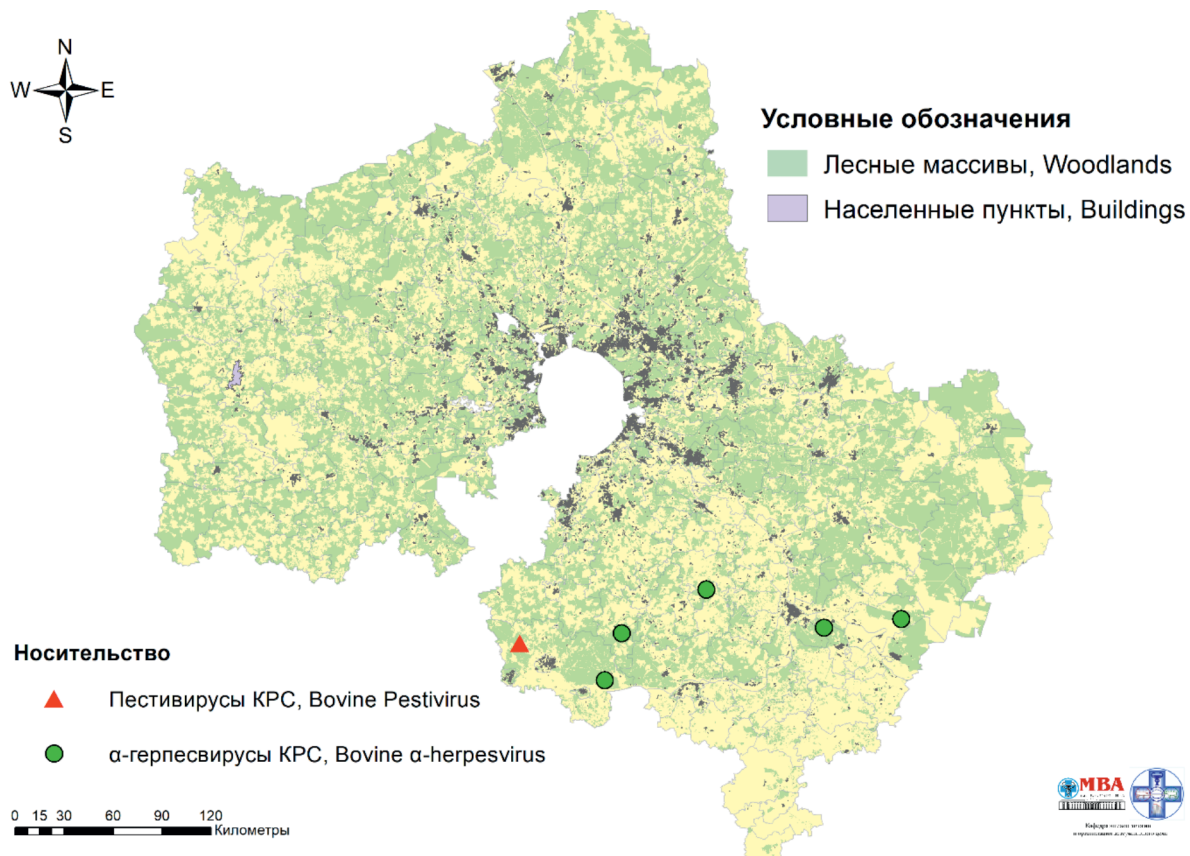 N
W E
S
Условные обозначения
Лесные массивы, Woodlands
Населенные пункты, Buildings
Носительство
Пестивирусы КРС, Bovine Pestivirus
α-герпесвирусы КРС, Bovine α-herpesvirus
0 15 30 60 90 120
Километры
МВА